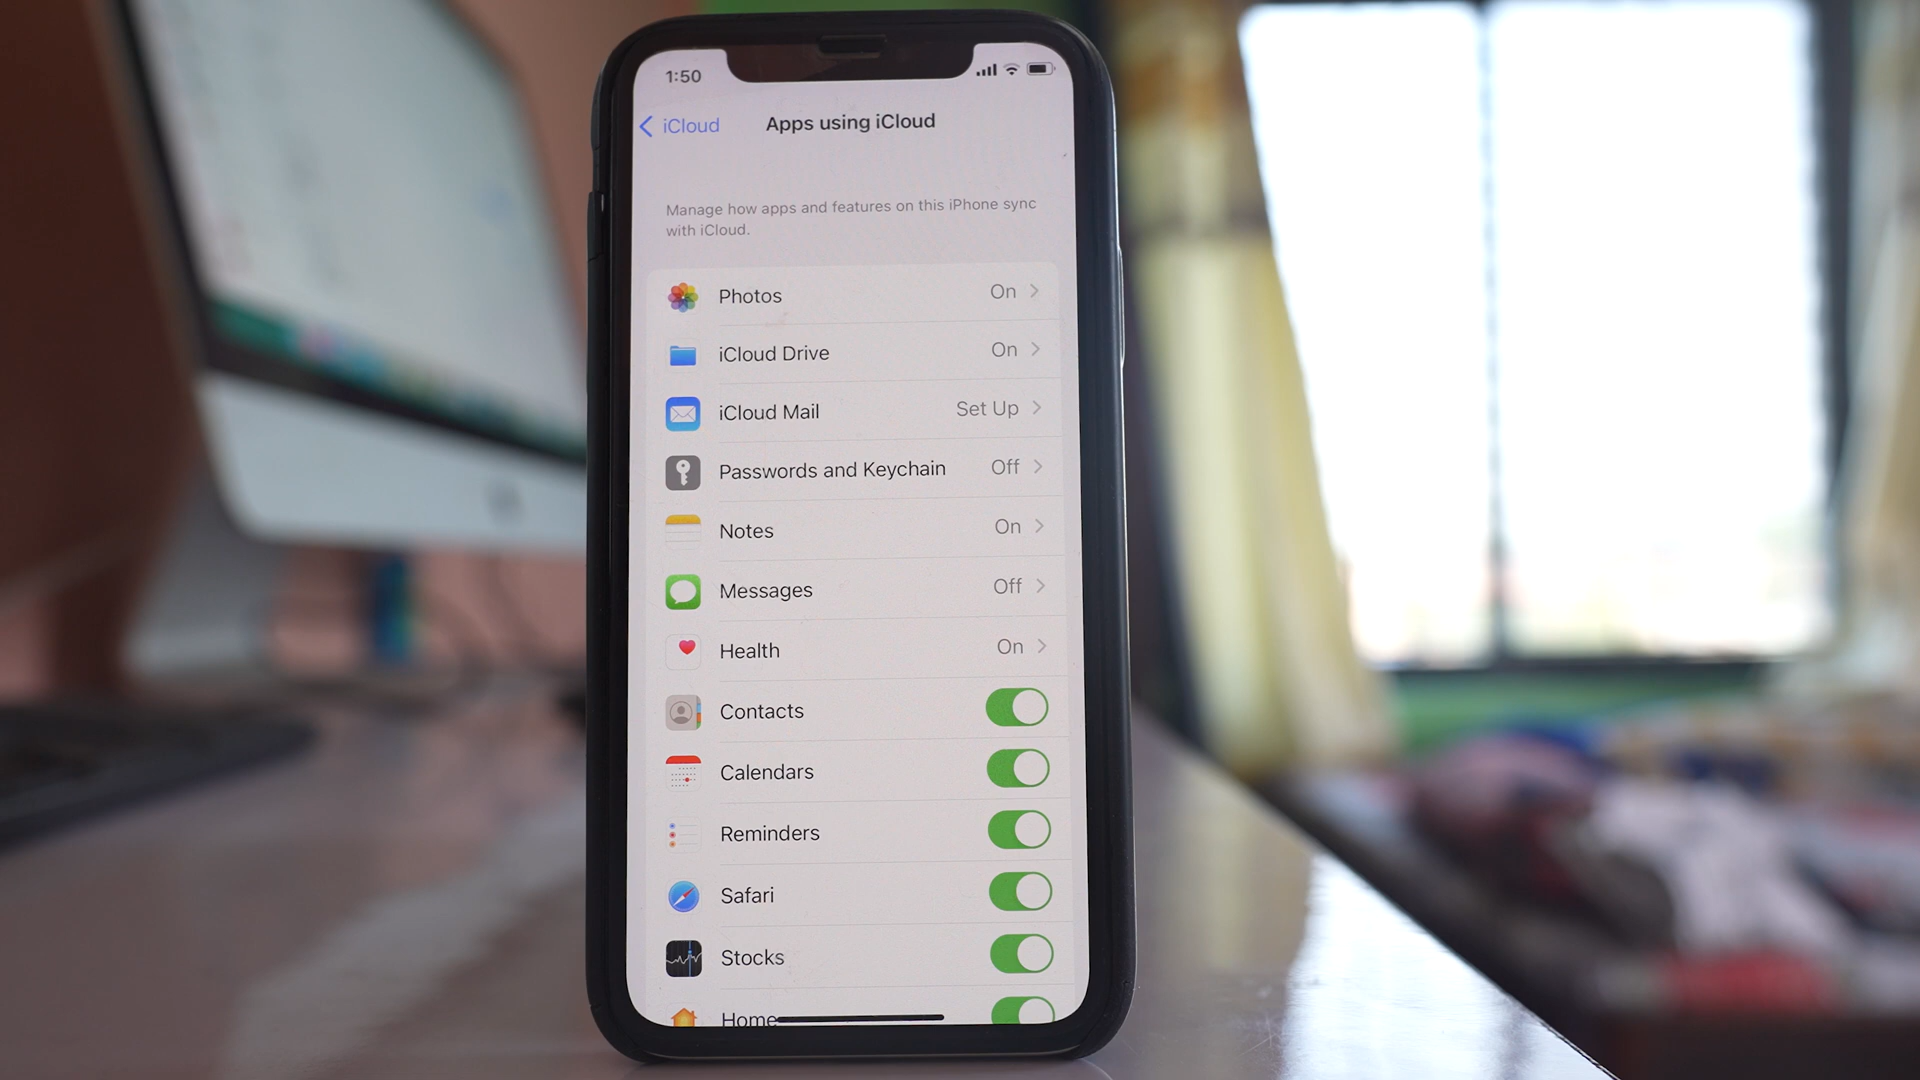 1:50
iCloud
Apps using iCloud
Manage how apps and features on this iPhone sync
with iCloud.
Photos On
iCloud Drive On
iCloud Mail Set Up
Passwords and Keychain Off
Notes On
Messages Off
Health On
Contacts
Calendars
Reminders
Safari
Stocks
Home